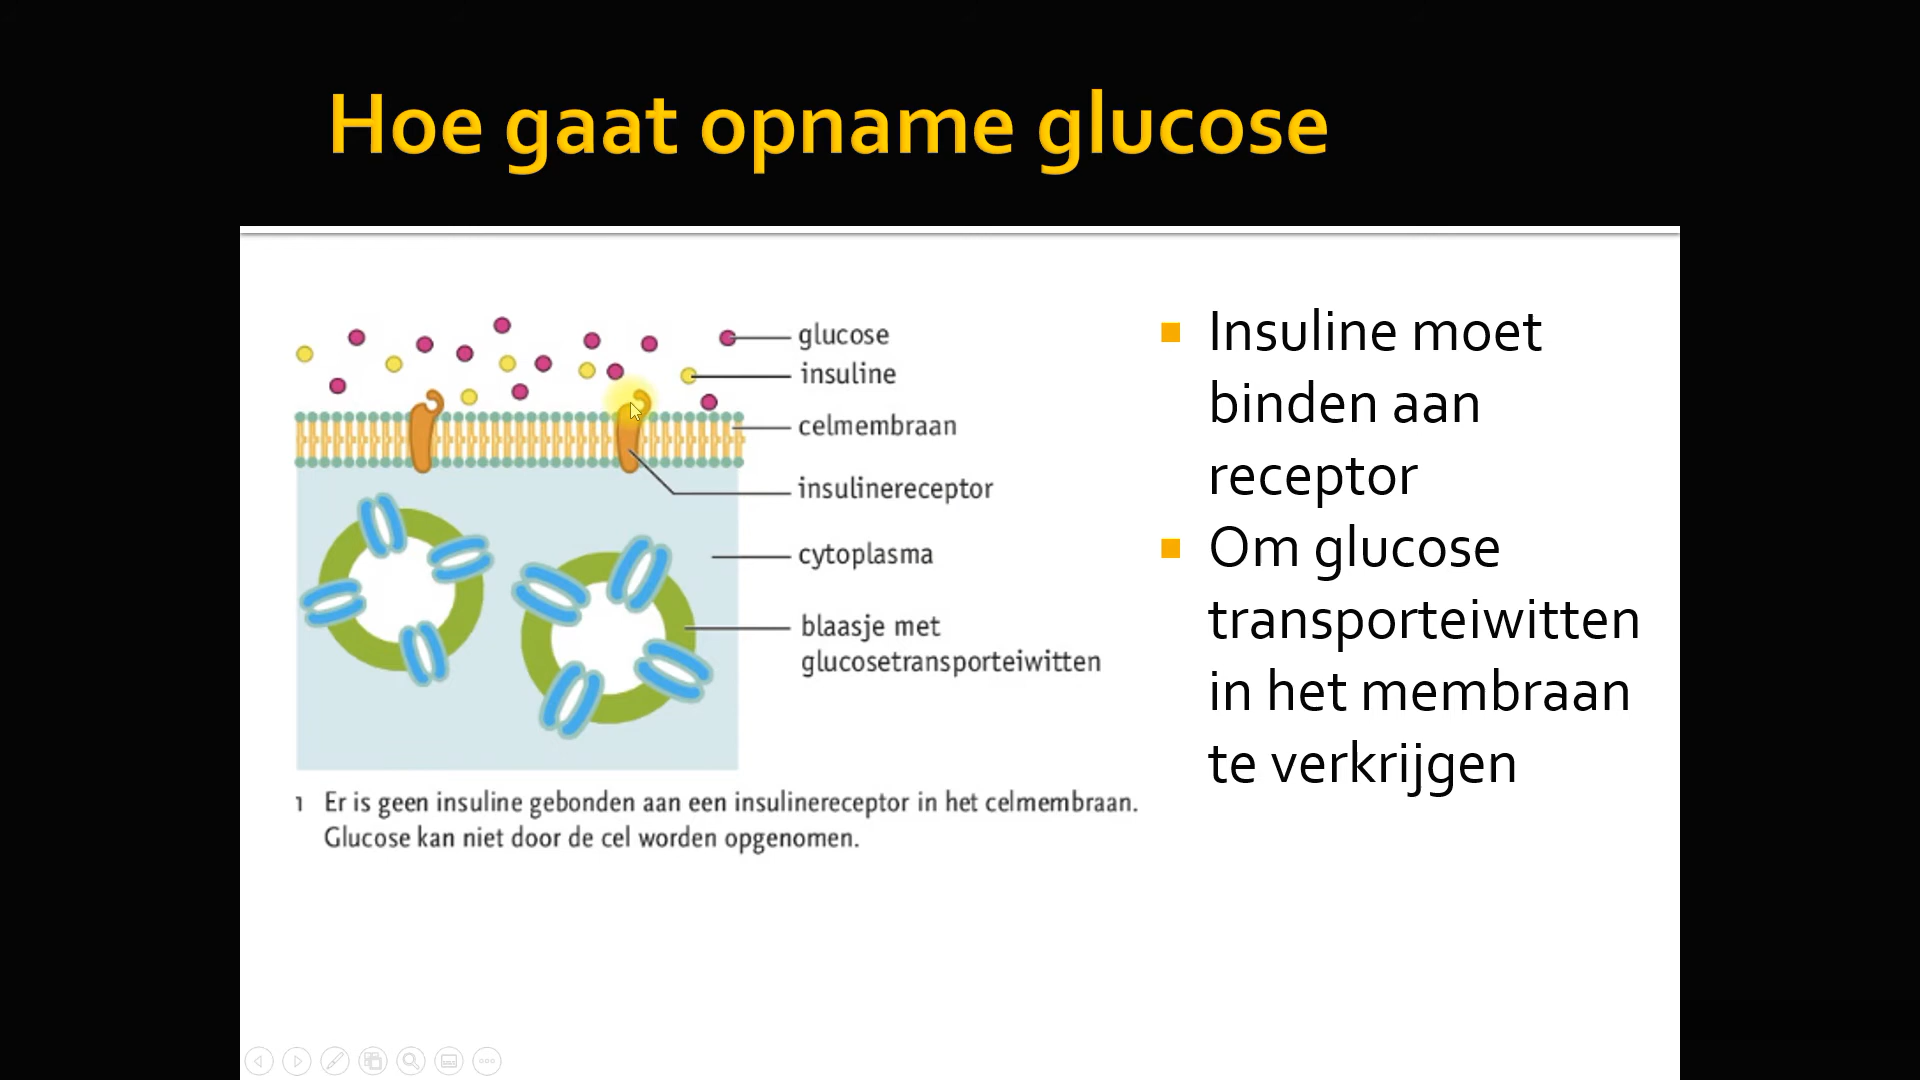 Hoe gaat opname glucose
glucose
insuline
celmembraan
insulinereceptor
cytoplasma
blaasje met
glucosetransporteiwitten
1 Er is geen insuline gebonden aan een insulinereceptor in het celmembraan.
Glucose kan niet door de cel worden opgenomen.
Insuline moet
binden aan
receptor
Om glucose
transporteiwitten
in het membraan
te verkrijgen